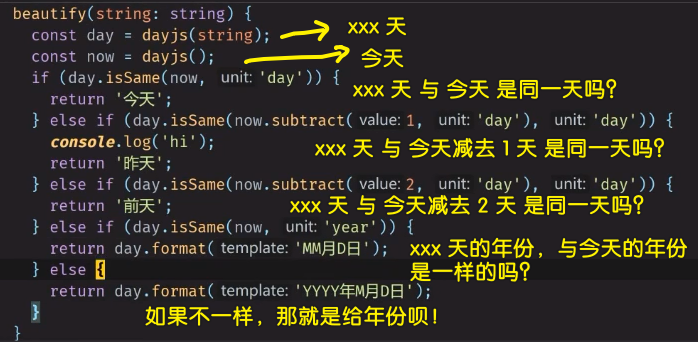 beautify(string: string) {
const day = dayjs(string); xxx 天
const now = dayjs(); 今天
if (day.isSame(now, unit: 'day')) {
return '今天'; xxx 天 与 今天 是同一天吗？
} else if (day.isSame(now.subtract( value: 1, unit: 'day'), unit: 'day')) {
console.log('hi'); xxx 天 与 今天减去 1 天 是同一天吗？
return '昨天';
} else if (day.isSame(now.subtract( value: 2, unit: 'day'), unit: 'day')) {
return '前天'; xxx 天 与 今天减去 2 天 是同一天吗？
} else if (day.isSame(now, unit: 'year')) {
return day.format( template: 'MM月D日'); xxx 天的年份，与今天的年份
} else { 是一样的吗？
return day.format( template: 'YYYY年M月D日');
} 如果不一样，那就是给年份呗！
}